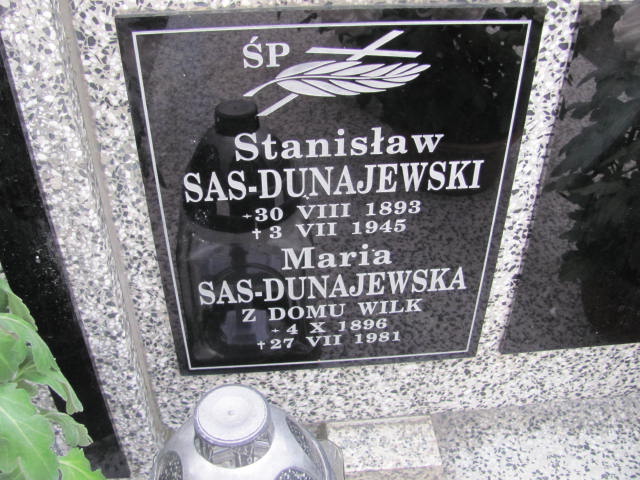 ŚP
Stanisław
SAS-DUNAJEWSKI
*30 VIII 1893
†3 VII 1945
Maria
SAS-DUNAJEWSKA
Z DOMU WILK
*4 X 1896
†27 VII 1981